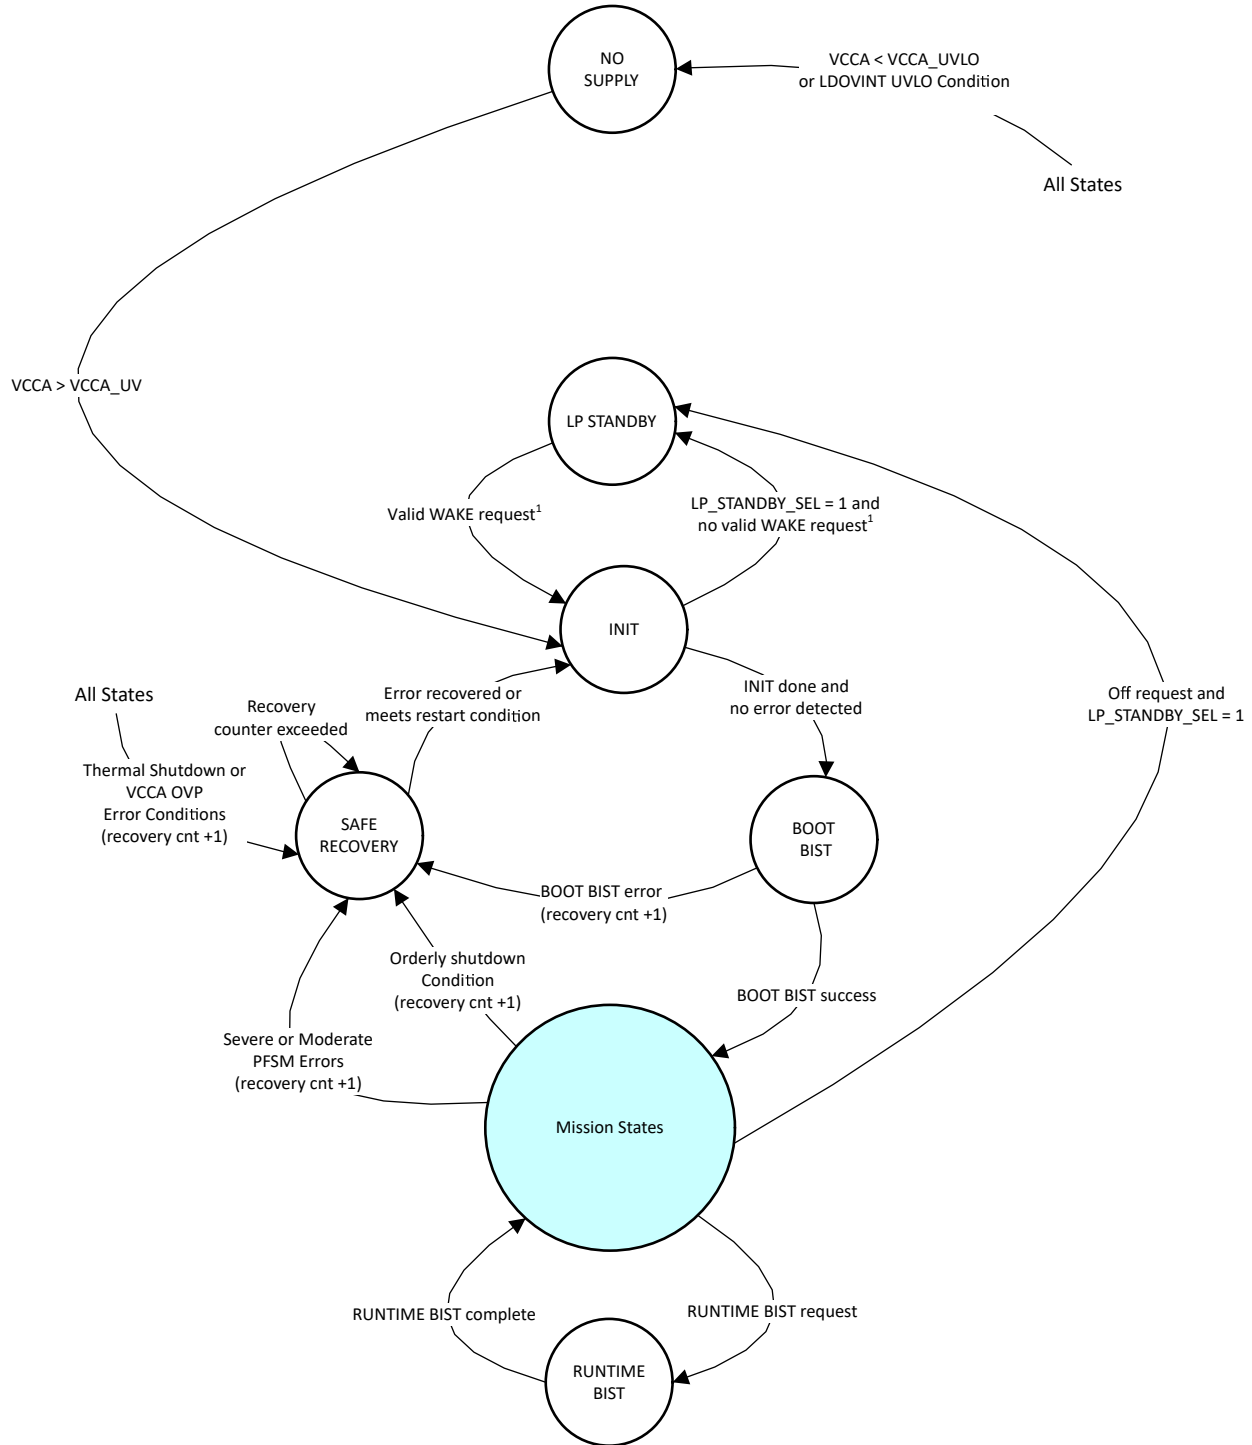 NO
SUPPLY
VCCA < VCCA_UVLO
or LDOVINT UVLO Condition
All States
VCCA > VCCA_UV
LP STANDBY
Valid WAKE request¹
LP_STANDBY_SEL = 1 and
no valid WAKE request¹
INIT
All States
Recovery
counter exceeded
Error recovered or
meets restart condition
INIT done and
no error detected
Off request and
LP_STANDBY_SEL = 1
Thermal Shutdown or
VCCA OVP
Error Conditions
(recovery cnt +1)
SAFE
RECOVERY
BOOT
BIST
BOOT BIST error
(recovery cnt +1)
Orderly shutdown
Condition
(recovery cnt +1)
BOOT BIST success
Severe or Moderate
PFSM Errors
(recovery cnt +1)
Mission States
RUNTIME BIST complete
RUNTIME BIST request
RUNTIME
BIST